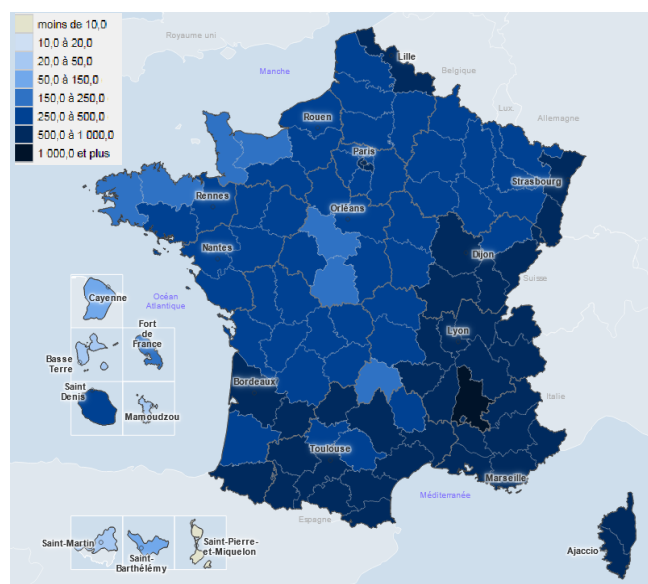 moins de 10,0
10,0 à 20,0
20,0 à 50,0
50,0 à 150,0
150,0 à 250,0
250,0 à 500,0
500,0 à 1 000,0
1 000,0 et plus
Royaume uni
Lille
Manche
Belgique
Lux.
Allemagne
Rouen
Paris
Strasbourg
Rennes
Orléans
Nantes
Dijon
Suisse
Océan
Atlantique
Cayenne
Fort
de
France
Basse
Terre
Lyon
Bordeaux
Saint
Denis
Mamoudzou
Italie
Toulouse
Marseille
Méditerranée
Espagne
Saint-Martin
Saint-
Barthélémy
Saint-Pierre-
et-Miquelon
Ajaccio